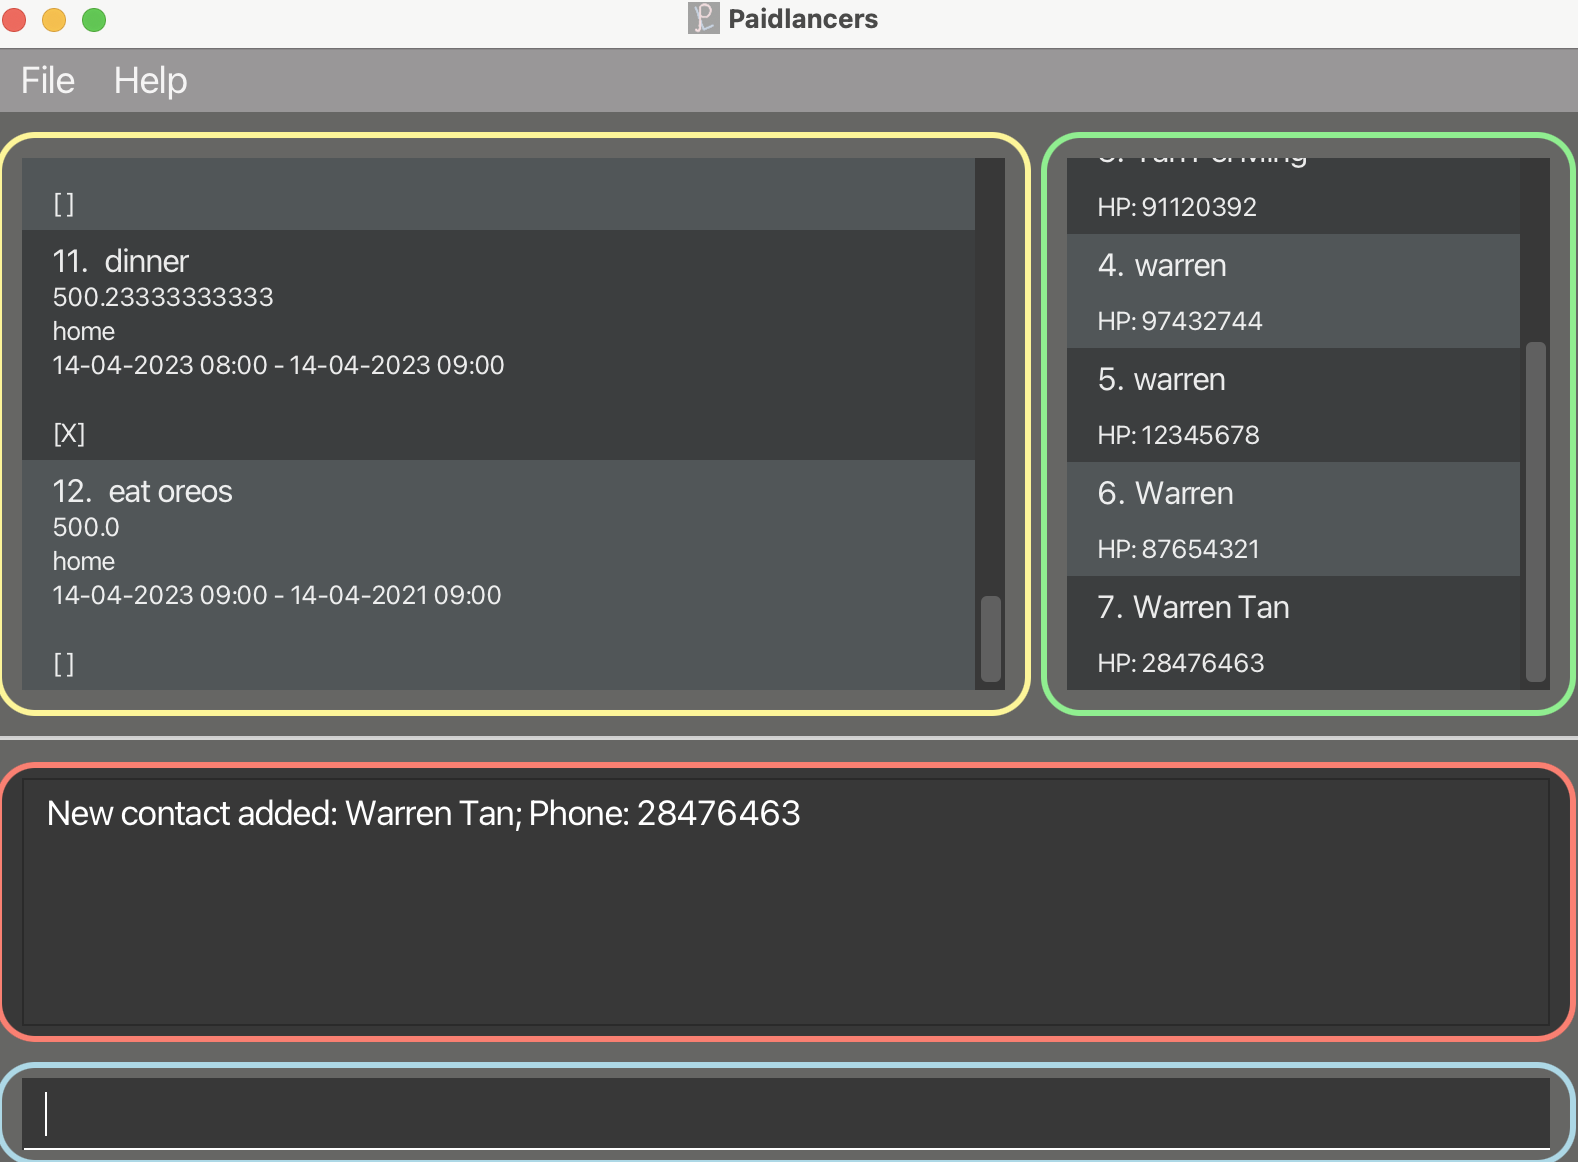 Paidlancers
File Help
[ ]
11. dinner
500.23333333333
home
14-04-2023 08:00 - 14-04-2023 09:00
[X]
12. eat oreos
500.0
home
14-04-2023 09:00 - 14-04-2021 09:00
[ ]
HP: 91120392
4. warren
HP: 97432744
5. warren
HP: 12345678
6. Warren
HP: 87654321
7. Warren Tan
HP: 28476463
New contact added: Warren Tan; Phone: 28476463